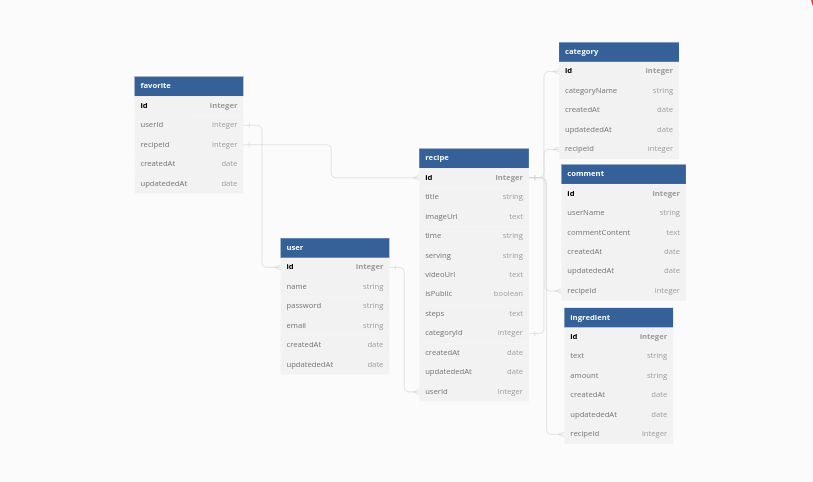 favorite
id integer
userId integer
recipeId integer
createdAt date
updatededAt date
user
id integer
name string
password string
email string
createdAt date
updatededAt date
recipe
id integer
title string
imageUrl text
time string
serving string
videoUrl text
isPublic boolean
steps text
categoryId integer
createdAt date
updatededAt date
userId integer
category
id integer
categoryName string
createdAt date
updatededAt date
recipeId integer
comment
id integer
userName string
commentContent text
createdAt date
updatededAt date
recipeId integer
ingredient
id integer
text string
amount string
createdAt date
updatededAt date
recipeId integer